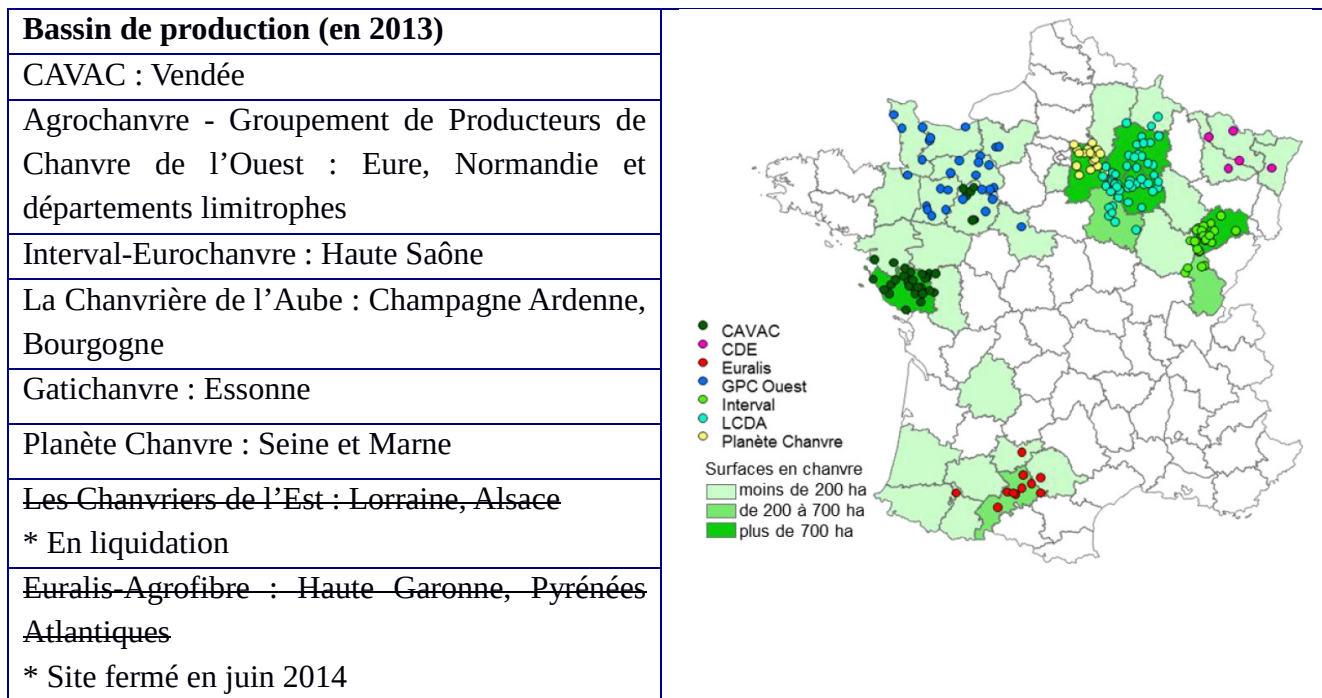 Bassin de production (en 2013)
CAVAC : Vendée
Agrochanvre - Groupement de Producteurs de
Chanvre de l’Ouest : Eure, Normandie et
départements limitrophes
Interval-Eurochanvre : Haute Saône
La Chanvrière de l’Aube : Champagne Ardenne,
Bourgogne
Gatichanvre : Essonne
Planète Chanvre : Seine et Marne
Les Chanvriers de l’Est : Lorraine, Alsace
* En liquidation
Euralis-Agrofibre : Haute Garonne, Pyrénées
Atlantiques
* Site fermé en juin 2014
CAVAC
CDE
Euralis
GPC Ouest
Interval
LCDA
Planète Chanvre
Surfaces en chanvre
moins de 200 ha
de 200 à 700 ha
plus de 700 ha